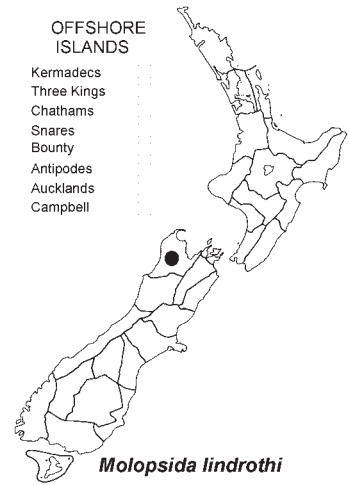 OFFSHORE
ISLANDS
Kermadecs
Three Kings
Chathams
Snares
Bounty
Antipodes
Aucklands
Campbell
Molopsida lindrothi